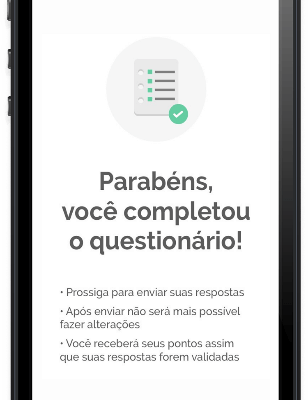 Parabéns,
você completou
o questionário!
• Prossiga para enviar suas respostas
• Após enviar não será mais possível
fazer alterações
• Você receberá seus pontos assim
que suas respostas forem validadas